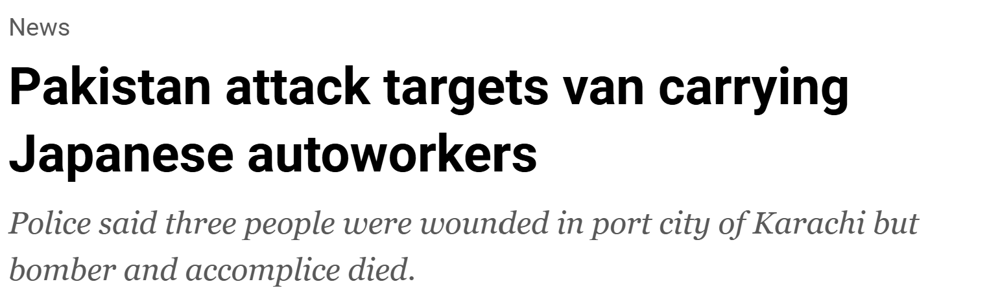 News
Pakistan attack targets van carrying
Japanese autoworkers
Police said three people were wounded in port city of Karachi but
bomber and accomplice died.